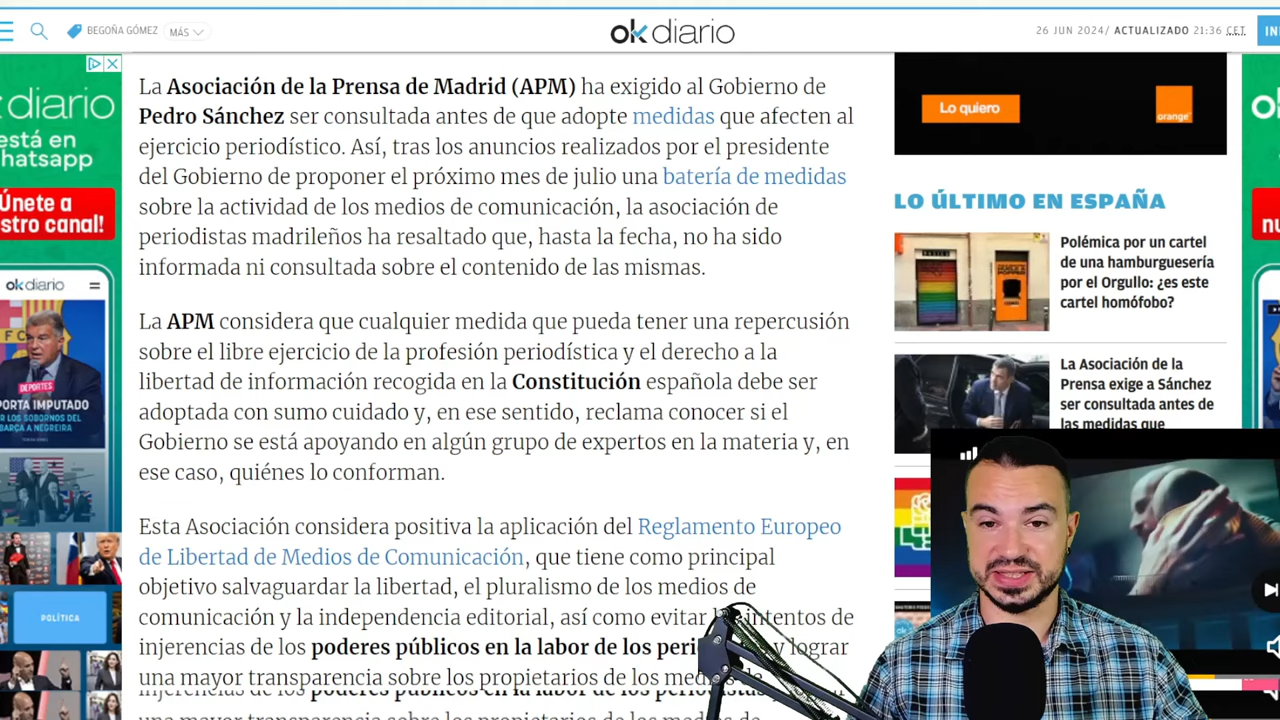 BEGOÑA GÓMEZ
MÁS
okdiario
26 JUN 2024/ ACTUALIZADO 21:36 CET
diario
está en
Whatsapp
Únete a
stro canal!
okdiario
DEPORTES
PORTA IMPUTADO
POLÍTICA
La Asociación de la Prensa de Madrid (APM) ha exigido al Gobierno de
Pedro Sánchez ser consultada antes de que adopte medidas que afecten al
ejercicio periodístico. Así, tras los anuncios realizados por el presidente
del Gobierno de proponer el próximo mes de julio una batería de medidas
sobre la actividad de los medios de comunicación, la asociación de
periodistas madrileños ha resaltado que, hasta la fecha, no ha sido
informada ni consultada sobre el contenido de las mismas.
La APM considera que cualquier medida que pueda tener una repercusión
sobre el libre ejercicio de la profesión periodística y el derecho a la
libertad de información recogida en la Constitución española debe ser
adoptada con sumo cuidado y, en ese sentido, reclama conocer si el
Gobierno se está apoyando en algún grupo de expertos en la materia y, en
ese caso, quiénes lo conforman.
Esta Asociación considera positiva la aplicación del Reglamento Europeo
de Libertad de Medios de Comunicación, que tiene como principal
objetivo salvaguardar la libertad, el pluralismo de los medios de
comunicación y la independencia editorial, así como evitar intentos de
injerencias de los poderes públicos en la labor de los y lograr
una mayor transparencia sobre los propietarios de los de
Lo quiero
orange
LO ÚLTIMO EN ESPAÑA
Polémica por un cartel
de una hamburguesería
por el Orgullo: ¿es este
cartel homófobo?
La Asociación de la
Prensa exige a Sánchez
ser consultada antes de
las medidas que